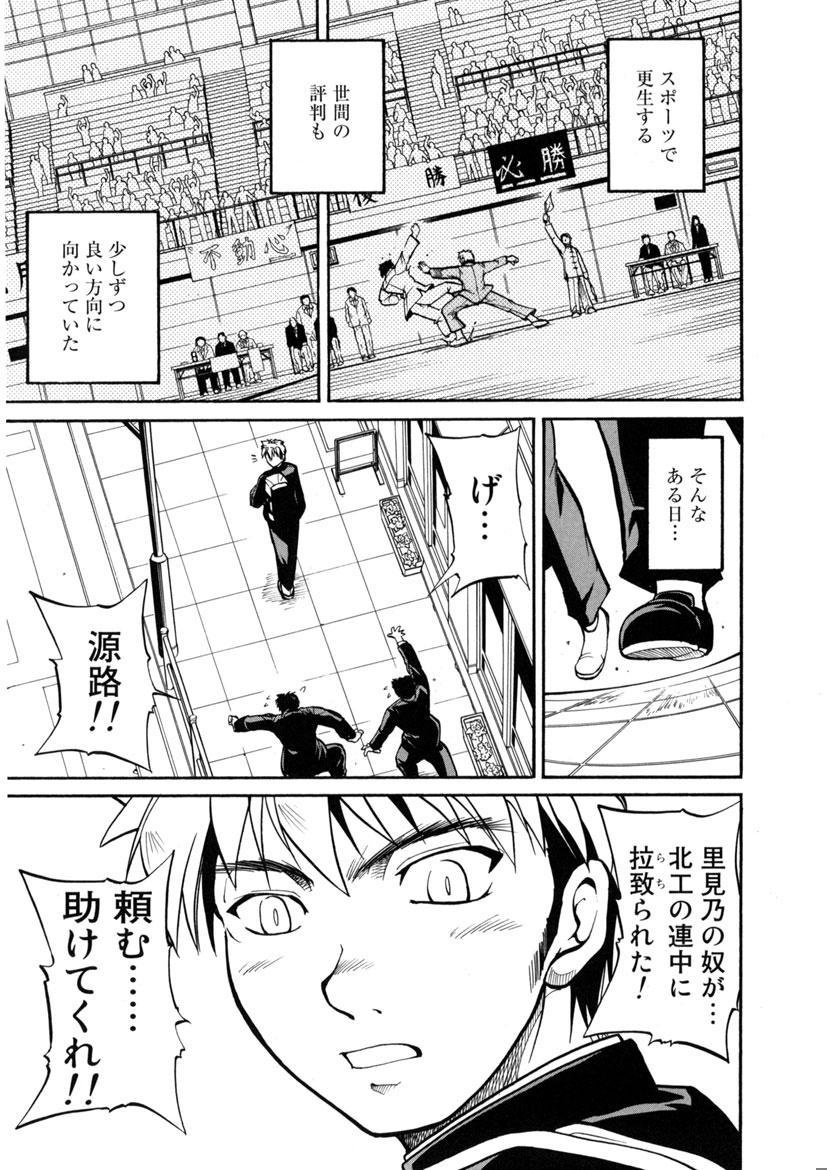 スポーツで
更生する
世間の
評判も
必勝
勝
不動心
少しずつ
良い方向に
向かっていた
そんな
ある日…
げ…
源路!!
里見乃の奴が…
北工の連中に
拉致られた!
らち
頼む……
助けてくれ!!